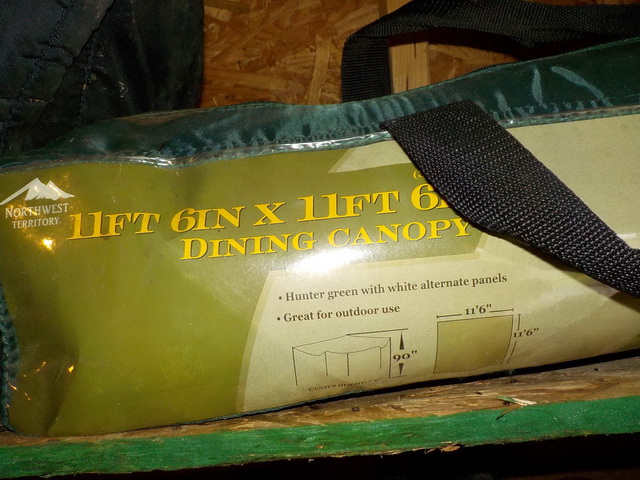 NORTHWEST
TERRITORY
11FT 6IN X 11FT 6
DINING CANOPY
• Hunter green with white alternate panels
• Great for outdoor use
11'6"
11'6"
90"